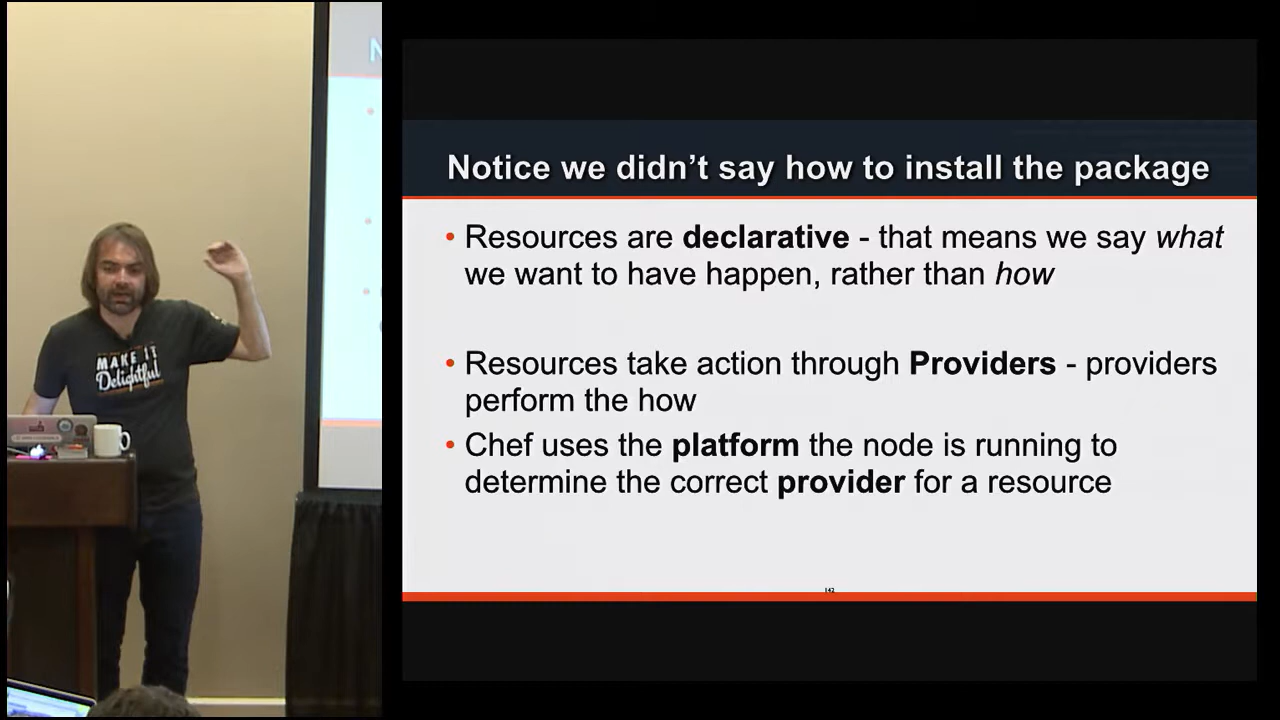 MAKE IT
Delightful
N
Notice we didn’t say how to install the package
• Resources are declarative - that means we say what
we want to have happen, rather than how
• Resources take action through Providers - providers
perform the how
• Chef uses the platform the node is running to
determine the correct provider for a resource
142